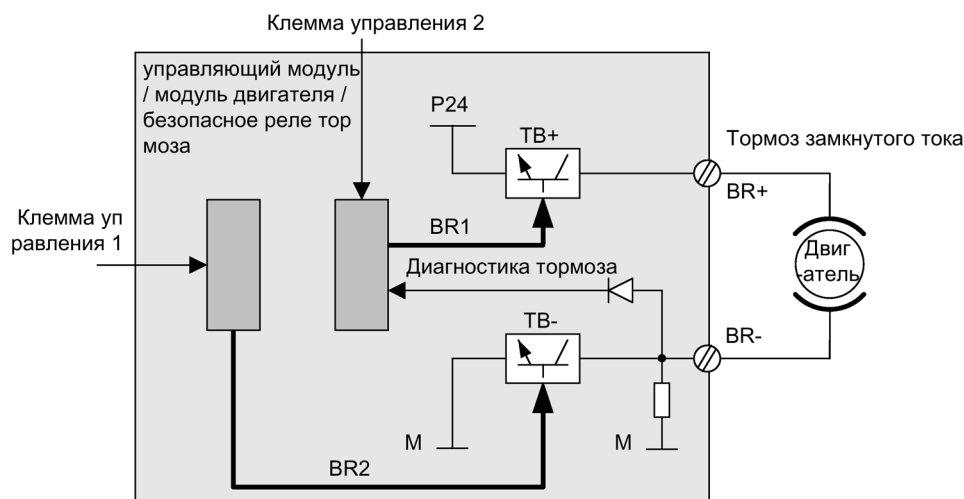 Клемма управления 2
управляющий модуль
/ модуль двигателя /
безопасное реле тор
моза
P24
TB+
Тормоз замкнутого тока
BR+
Клемма уп
равления 1
BR1
Двиг
-атель
Диагностика тормоза
TB-
BR-
M
M
BR2